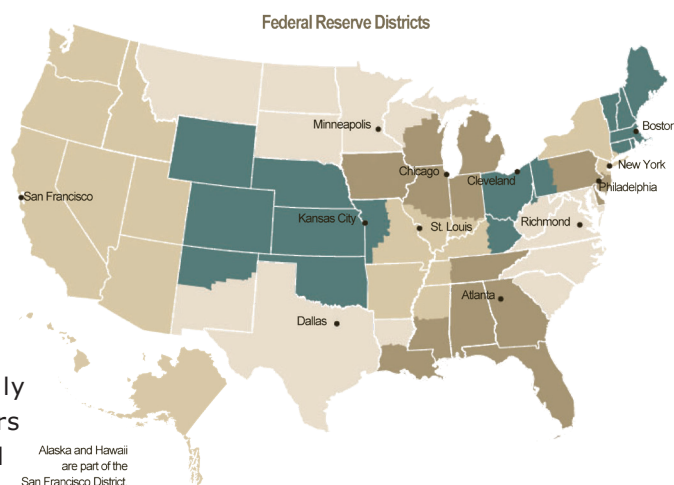 Federal Reserve Districts
Minneapolis
Boston
Chicago
Cleveland
New York
Philadelphia
San Francisco
Kansas City
St. Louis
Richmond
Atlanta
Dallas
ly
rs
l
Alaska and Hawaii
are part of the
San Francisco District.